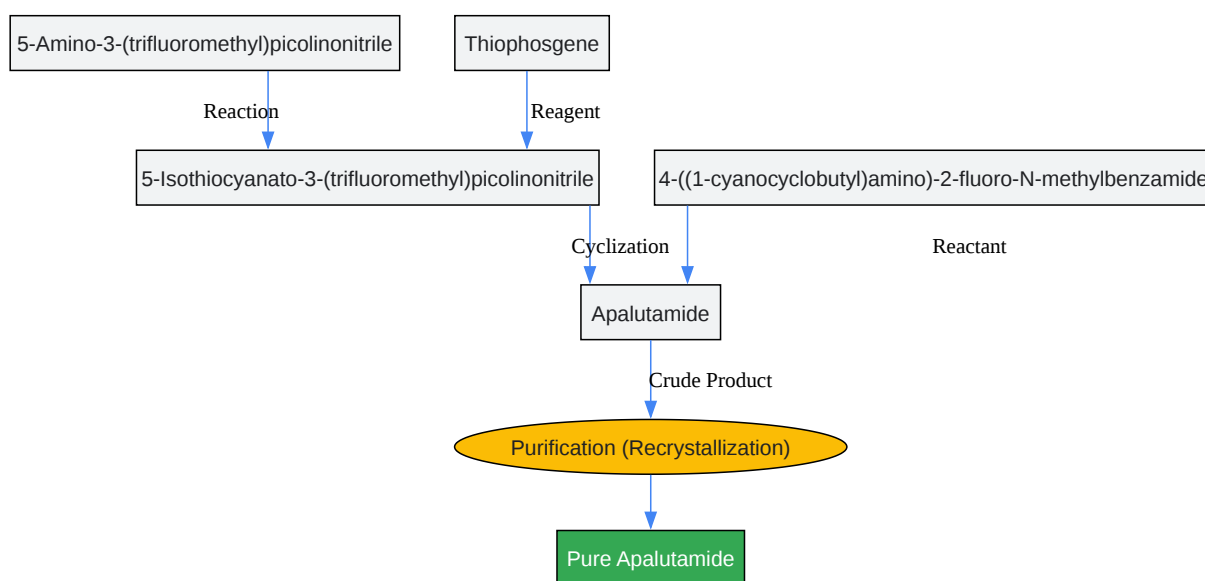 5-Amino-3-(trifluoromethyl)picolinonitrile
Thiophosgene
Reaction
Reagent
5-Isothiocyanato-3-(trifluoromethyl)picolinonitrile
4-((1-cyanocyclobutyl)amino)-2-fluoro-N-methylbenzamide
Cyclization
Reactant
Apalutamide
Crude Product
Purification (Recrystallization)
Pure Apalutamide